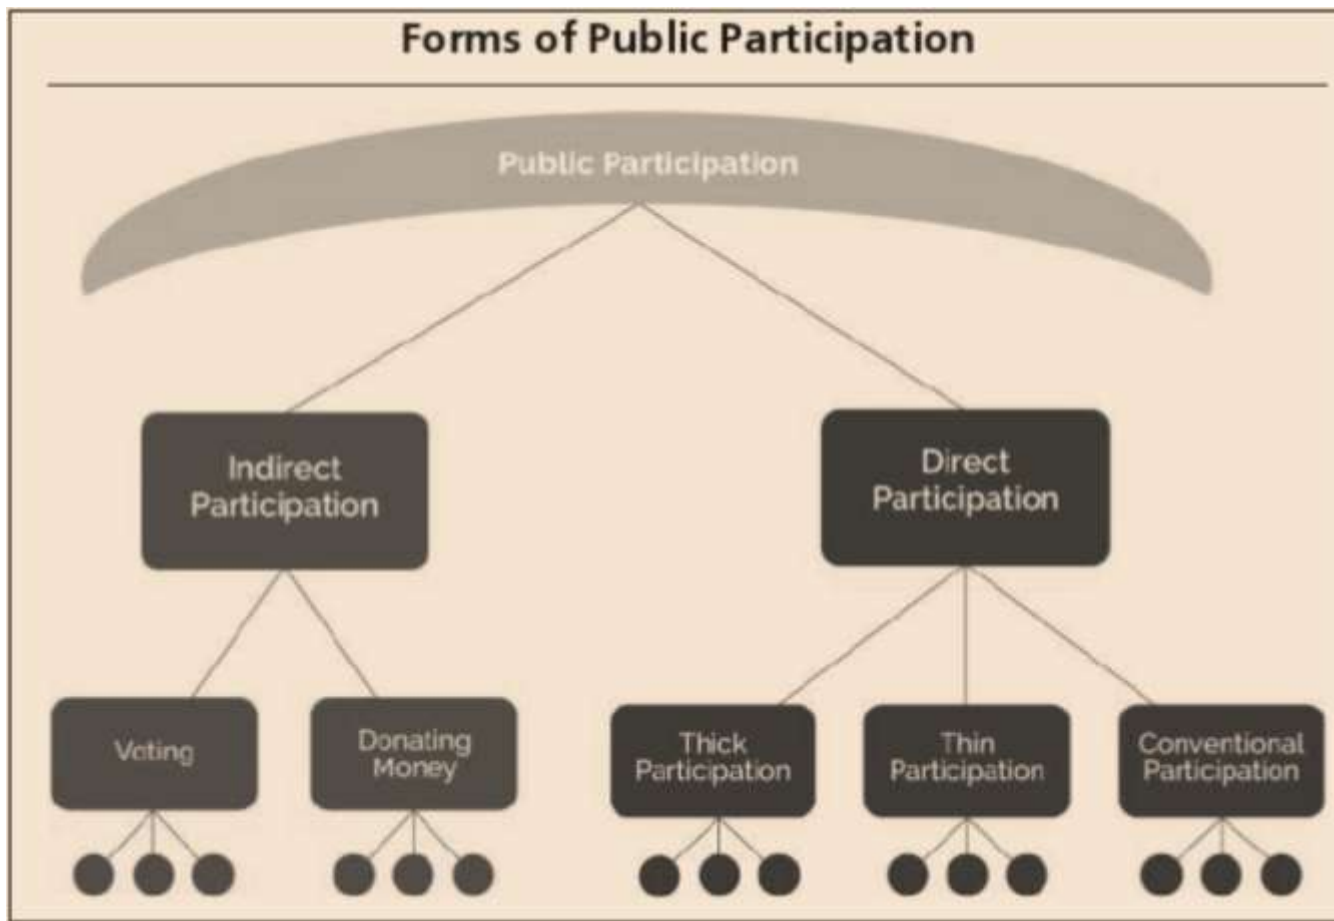 Forms of Public Participation
Public Participation
Indirect
Participation
Direct
Participation
Voting
Donating
Money
Thick
Participation
Thin
Participation
Conventional
Participation